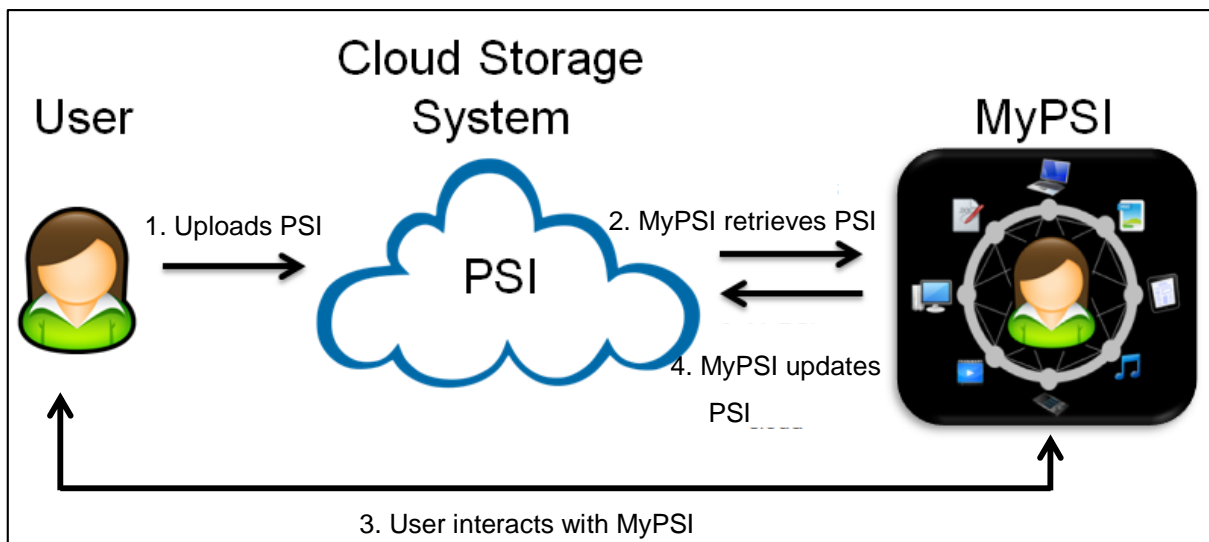 User
Cloud Storage
System
MyPSI
1. Uploads PSI
PSI
2. MyPSI retrieves PSI
4. MyPSI updates
PSI
3. User interacts with MyPSI